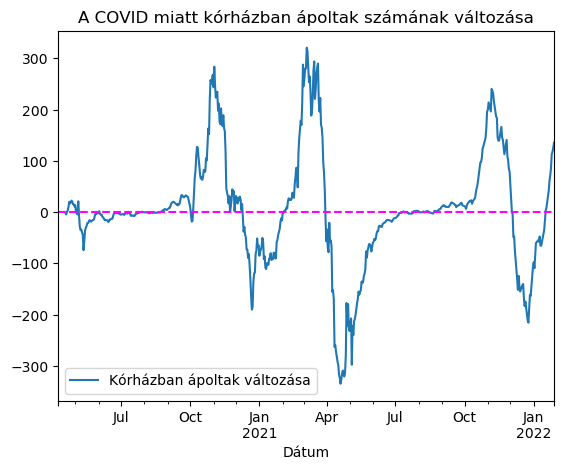 A COVID miatt kórházban ápoltak számának változása
300
200
100
0
−100
−200
−300
Kórházban ápoltak változása
Jul Oct Jan Apr Jul Oct Jan
2021 2022
Dátum